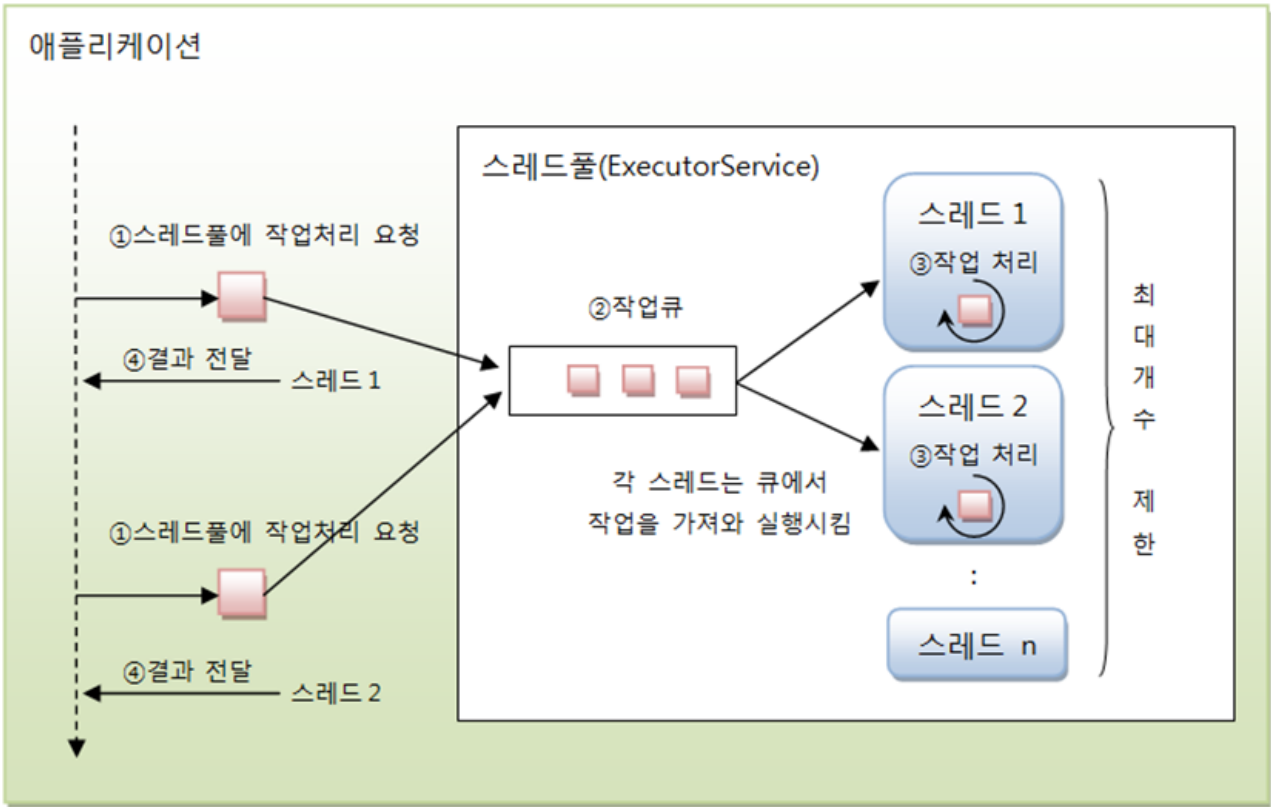 애플리케이션
스레드풀(ExecutorService)
①스레드풀에 작업처리 요청
④결과 전달
스레드 1
①스레드풀에 작업처리 요청
④결과 전달
스레드 2
②작업큐
각 스레드는 큐에서
작업을 가져와 실행시킴
스레드 1
③작업 처리
스레드 2
③작업 처리
:
스레드 n
최
대
개
수
제
한